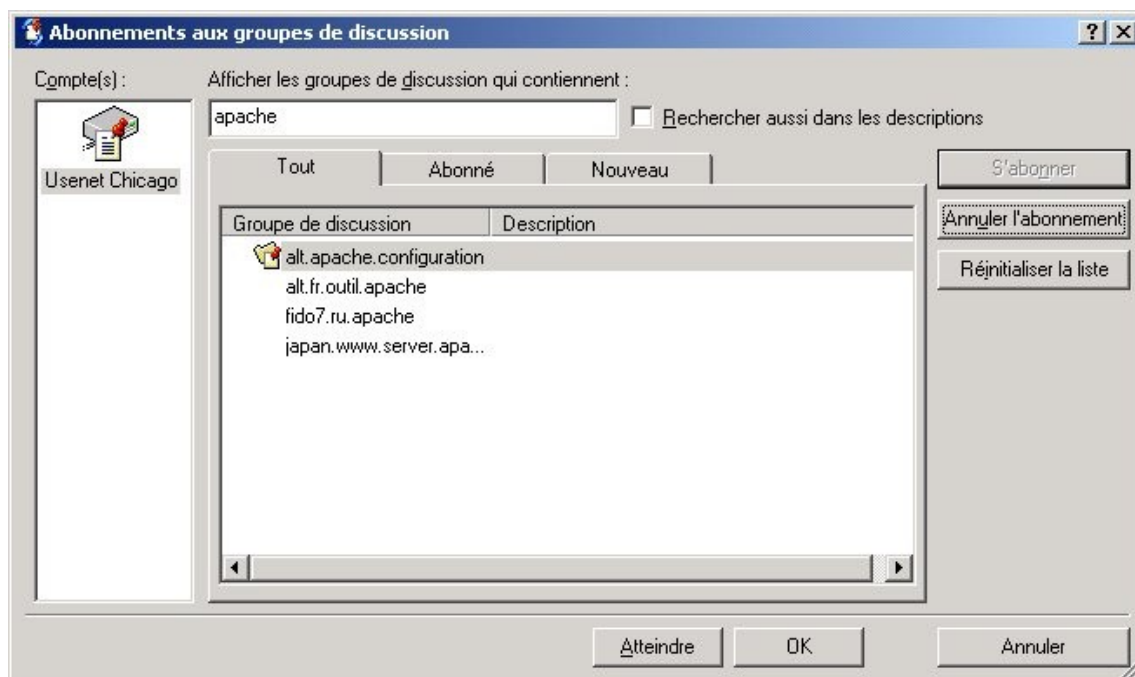 Abonnements aux groupes de discussion
Compte(s) :
Afficher les groupes de discussion qui contiennent :
apache
Rechercher aussi dans les descriptions
Usenet Chicago
Tout
Abonné
Nouveau
S'abonner
Annuler l'abonnement
Réinitialiser la liste
Groupe de discussion
Description
alt.apache.configuration
alt.fr.outil.apache
fido7.ru.apache
japan.www.server.apa...
Atteindre
OK
Annuler